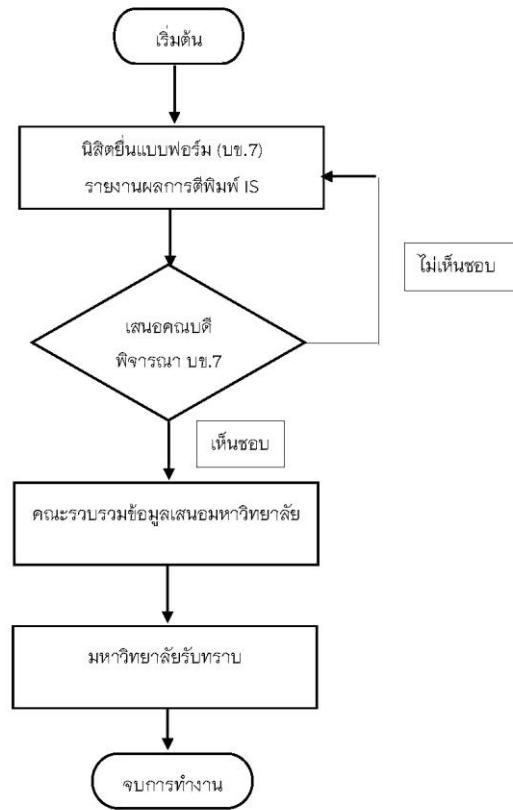 เริ่มต้น
นิสิตยื่นแบบฟอร์ม (บข.7)
รายงานผลการตีพิมพ์ IS
ไม่เห็นชอบ
เสนอคณบดี
พิจารณา บข.7
เห็นชอบ
คณะรวบรวมข้อมูลเสนอมหาวิทยาลัย
มหาวิทยาลัยรับทราบ
จบการทำงาน